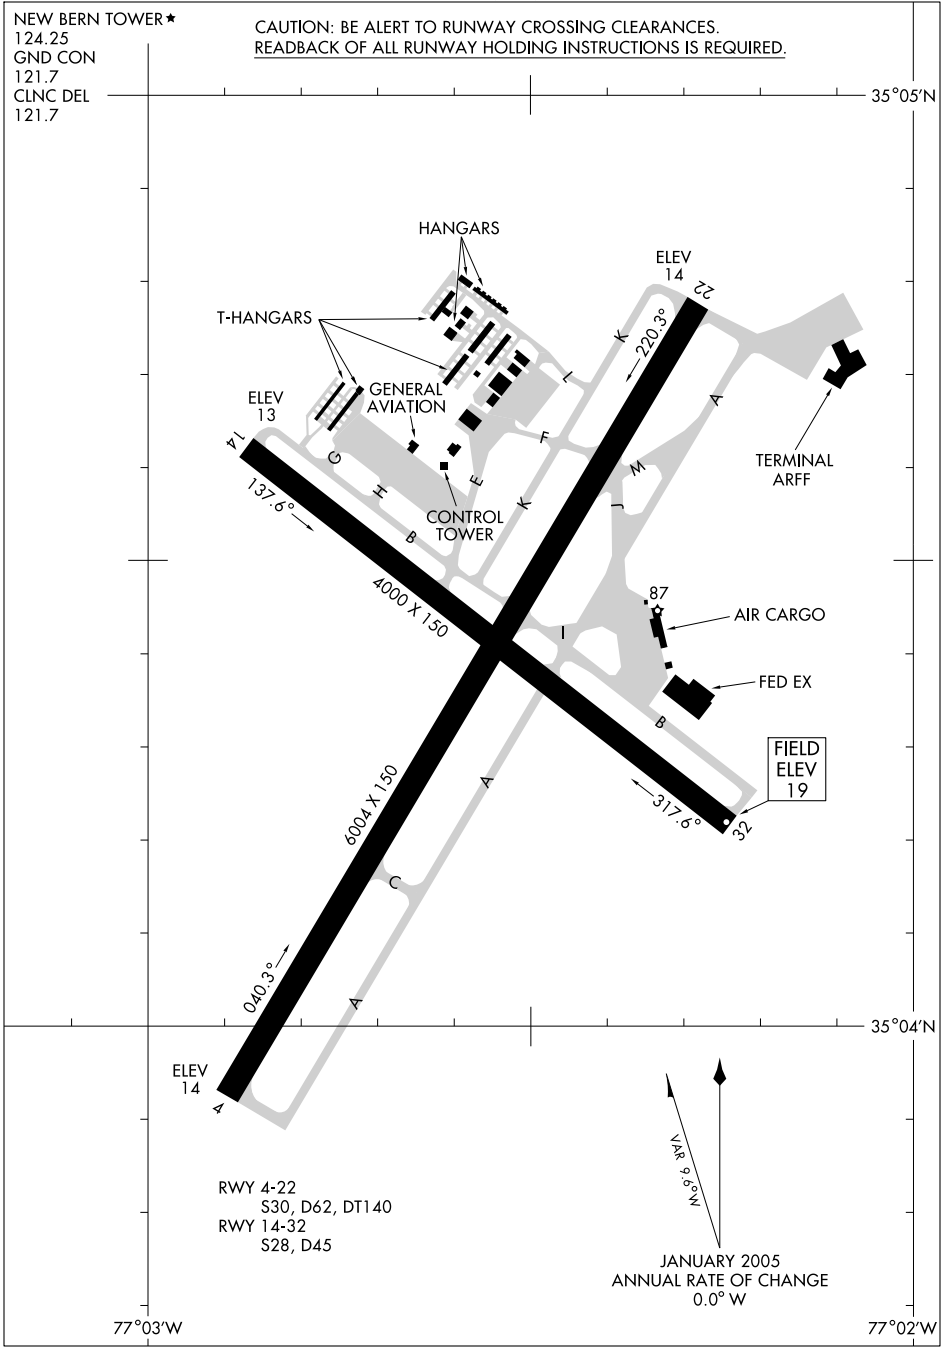 NEW BERN TOWER★
124.25
GND CON
121.7
CLNC DEL
121.7
CAUTION: BE ALERT TO RUNWAY CROSSING CLEARANCES.
READBACK OF ALL RUNWAY HOLDING INSTRUCTIONS IS REQUIRED.
35°05'N
HANGARS
ELEV
14
22
T-HANGARS
K
220.3°
L
A
GENERAL
AVIATION
ELEV
13
14
F
M
TERMINAL
ARFF
G
H
E
K
J
137.6°
CONTROL
TOWER
B
4000 X 150
87
AIR CARGO
I
FED EX
B
FIELD
ELEV
19
A
6004 X 150
317.6°
32
C
040.3°
A
35°04'N
ELEV
14
4
VAR 9.6°W
RWY 4-22
S30, D62, DT140
RWY 14-32
S28, D45
JANUARY 2005
ANNUAL RATE OF CHANGE
0.0° W
77°03'W
77°02'W